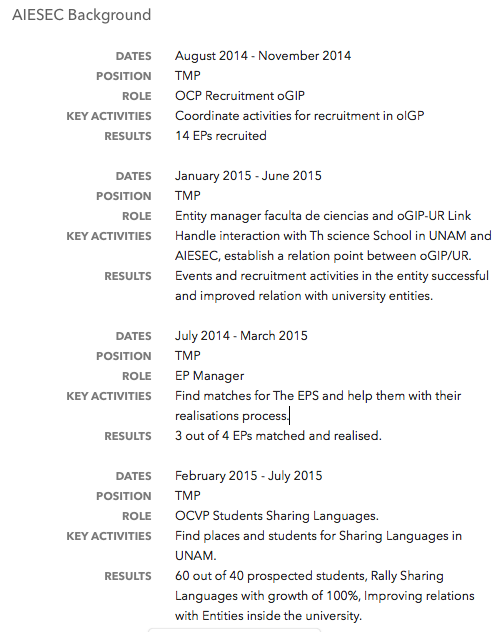 AIESEC Background
DATES August 2014 - November 2014
POSITION TMP
ROLE OCP Recruitment oGIP
KEY ACTIVITIES Coordinate activities for recruitment in oIGP
RESULTS 14 EPs recruited
DATES January 2015 - June 2015
POSITION TMP
ROLE Entity manager faculta de ciencias and oGIP-UR Link
KEY ACTIVITIES Handle interaction with Th science School in UNAM and
AIESEC, establish a relation point between oGIP/UR.
RESULTS Events and recruitment activities in the entity successful
and improved relation with university entities.
DATES July 2014 - March 2015
POSITION TMP
ROLE EP Manager
KEY ACTIVITIES Find matches for The EPS and help them with their
realisations process.
RESULTS 3 out of 4 EPs matched and realised.
DATES February 2015 - July 2015
POSITION TMP
ROLE OCVP Students Sharing Languages.
KEY ACTIVITIES Find places and students for Sharing Languages in
UNAM.
RESULTS 60 out of 40 prospected students, Rally Sharing
Languages with growth of 100%, Improving relations
with Entities inside the university.